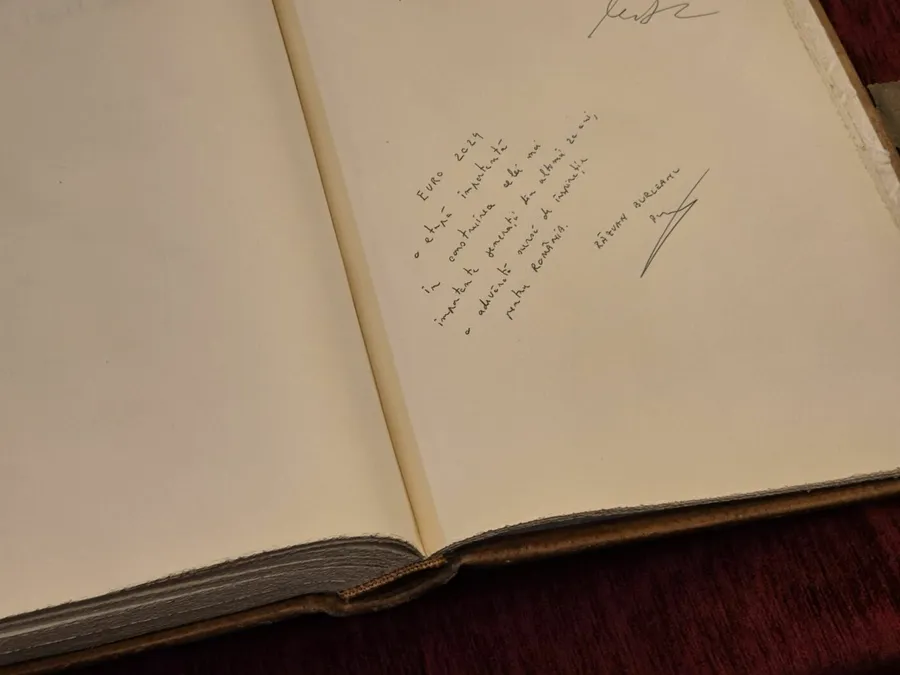 EURO 2024
o etapă importantă
în construirea celei mai
importante generații din ultimii 20 ani,
o adevărată sursă de inspirație
pentru ROMÂNIA.
RĂZVAN BURLEANU